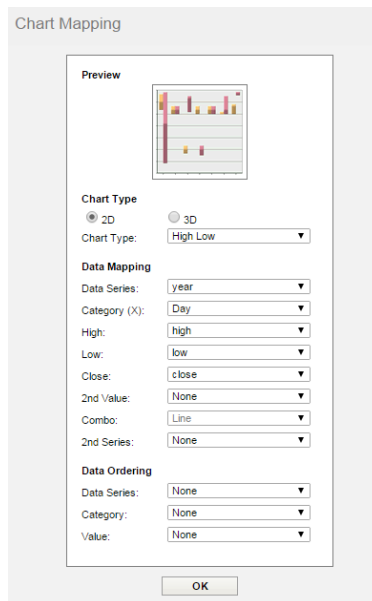 Chart Mapping
Preview
Chart Type
2D 3D
Chart Type: High Low
Data Mapping
Data Series: year
Category (X): Day
High: high
Low: low
Close: close
2nd Value: None
Combo: Line
2nd Series: None
Data Ordering
Data Series: None
Category: None
Value: None
OK